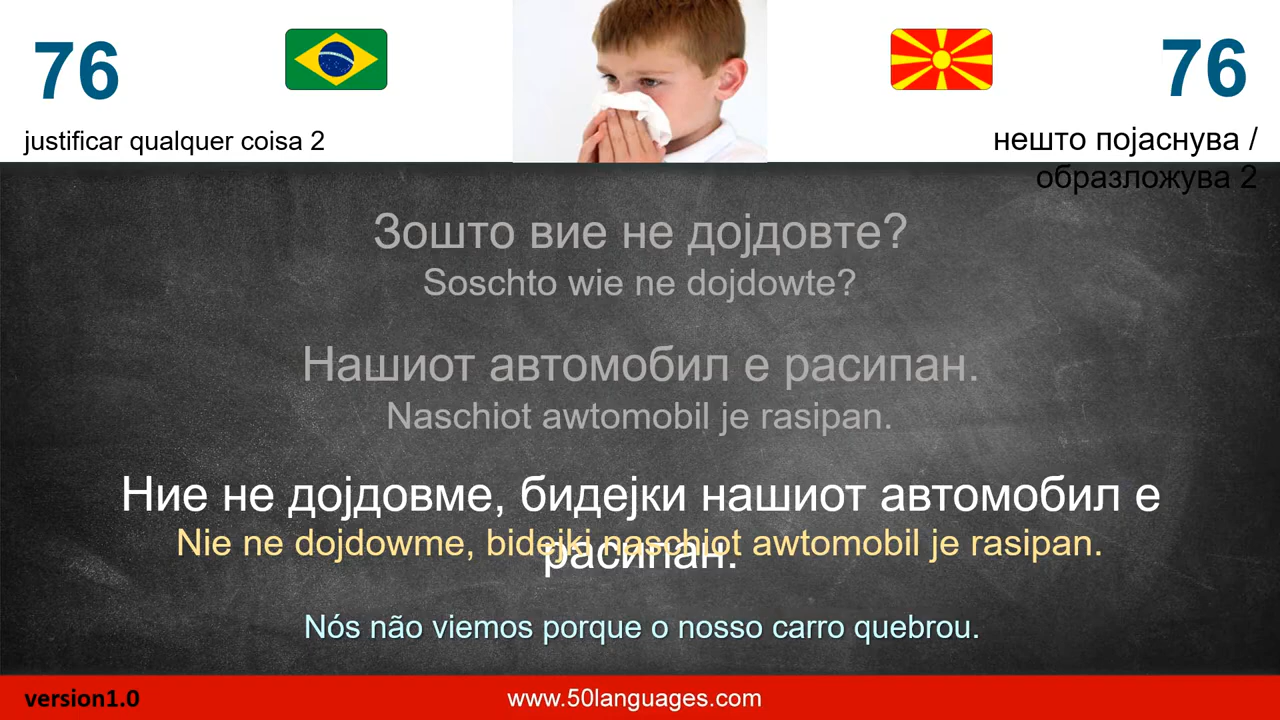 76
76
justificar qualquer coisa 2
нешто појаснува /
образложува 2
Зошто вие не дојдовте?
Soschto wie ne dojdowte?
Нашиот автомобил е расипан.
Naschiot awtomobil je rasipan.
Ние не дојдовме, бидејки нашиот автомобил е
расипан.
Nie ne dojdowme, bidejki naschiot awtomobil je rasipan.
Nós não viemos porque o nosso carro quebrou.
version1.0
www.50languages.com